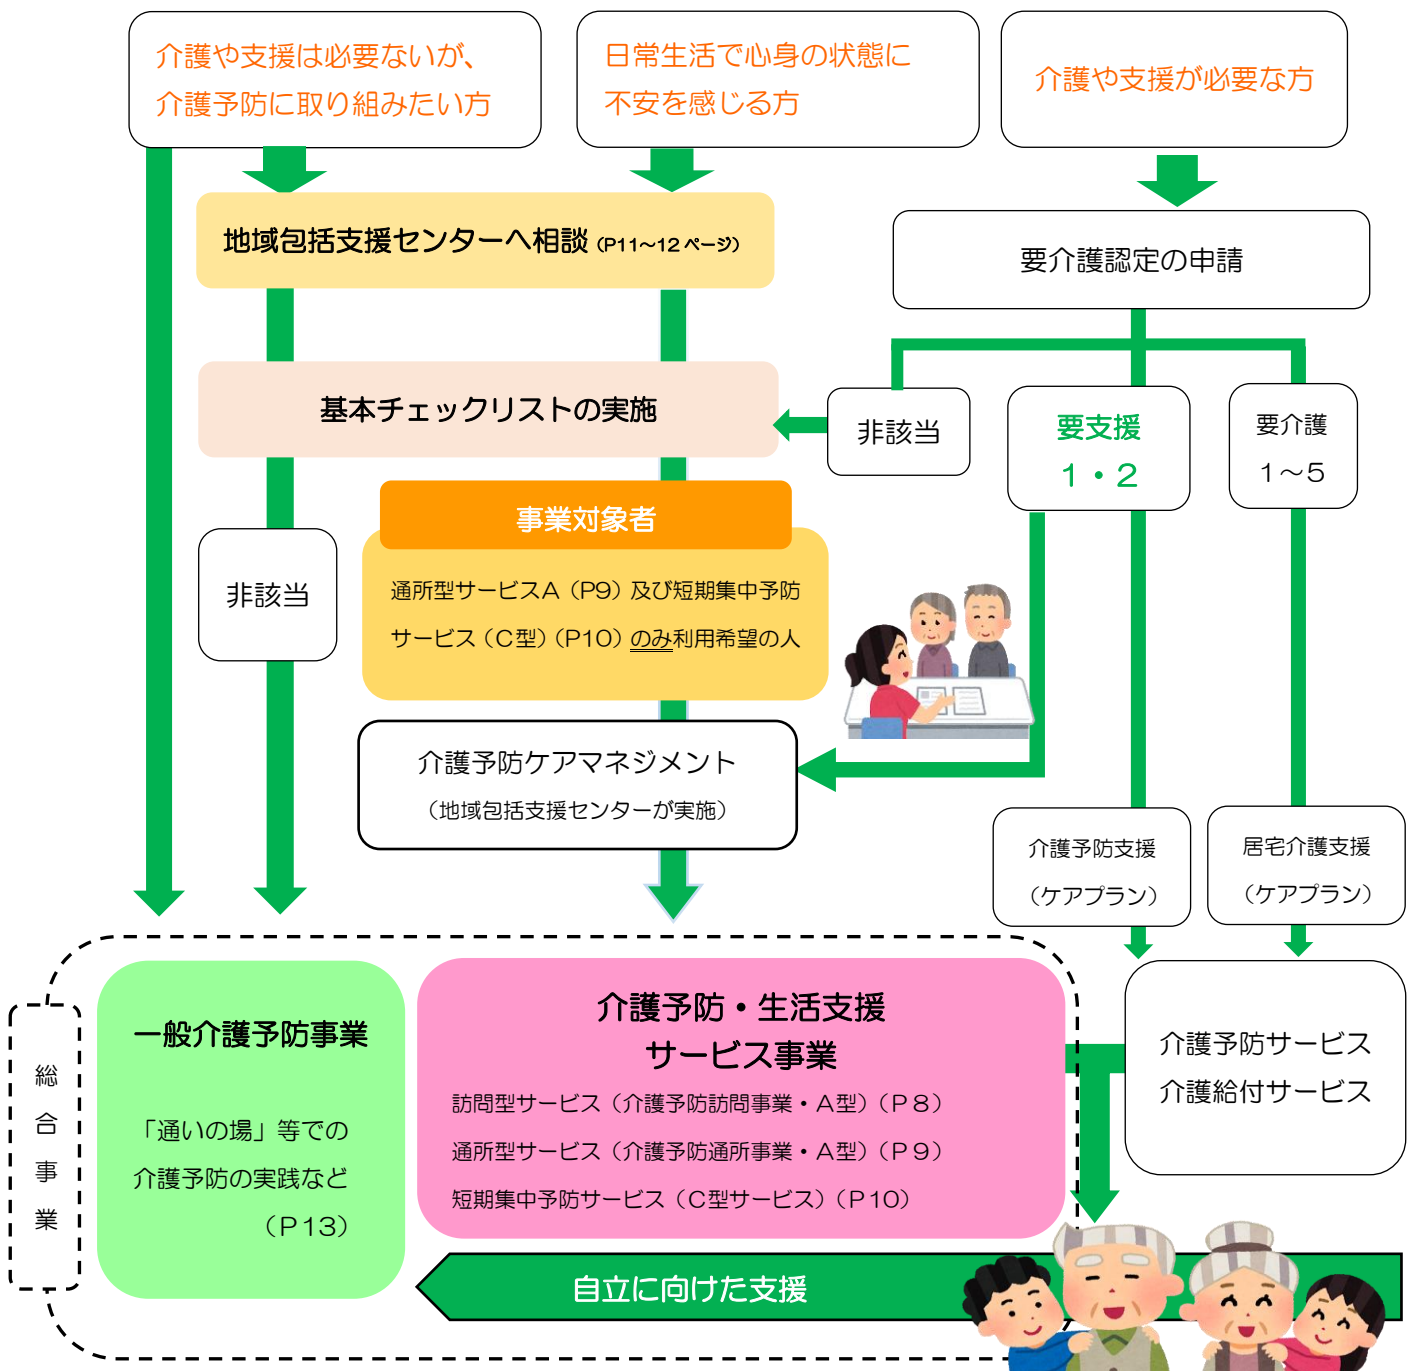 介護や支援は必要ないが、
介護予防に取り組みたい方
日常生活で心身の状態に
不安を感じる方
介護や支援が必要な方
地域包括支援センターへ相談（P11～12 ページ）
要介護認定の申請
基本チェックリストの実施
非該当
要支援
１・２
要介護
１～５
事業対象者
通所型サービスＡ（P9）及び短期集中予防
サービス（Ｃ型）（P10）のみ利用希望の人
非該当
介護予防ケアマネジメント
（地域包括支援センターが実施）
介護予防支援
（ケアプラン）
居宅介護支援
（ケアプラン）
総
合
事
業
一般介護予防事業
「通いの場」等での
介護予防の実践など
（Ｐ13）
介護予防・生活支援
サービス事業
訪問型サービス（介護予防訪問事業・Ａ型）（Ｐ８）
通所型サービス（介護予防通所事業・Ａ型）（Ｐ９）
短期集中予防サービス（Ｃ型サービス）（Ｐ10）
介護予防サービス
介護給付サービス
自立に向けた支援